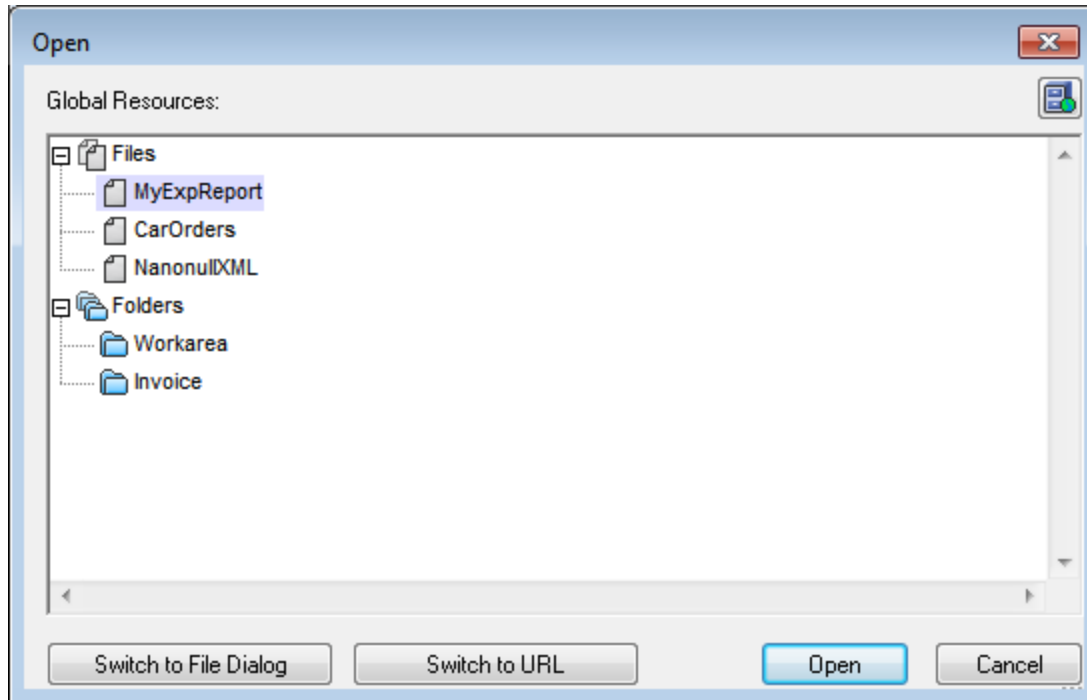 Open
Global Resources:
Files
MyExpReport
CarOrders
NanonullXML
Folders
Workarea
Invoice
Switch to File Dialog Switch to URL Open Cancel